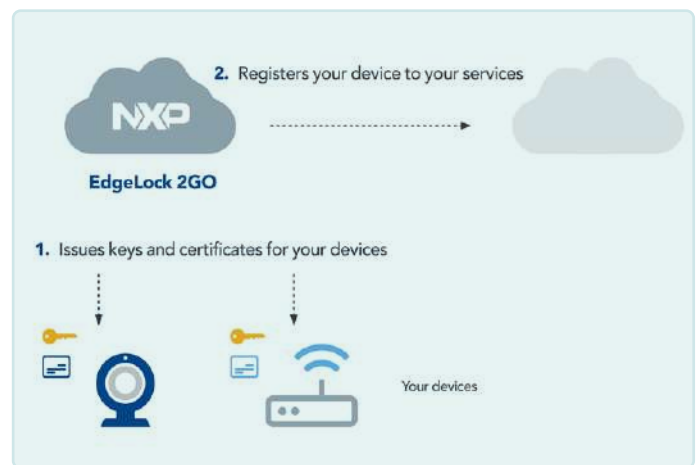 2. Registers your device to your services
NXP
EdgeLock 2GO
1. Issues keys and certificates for your devices
Your devices